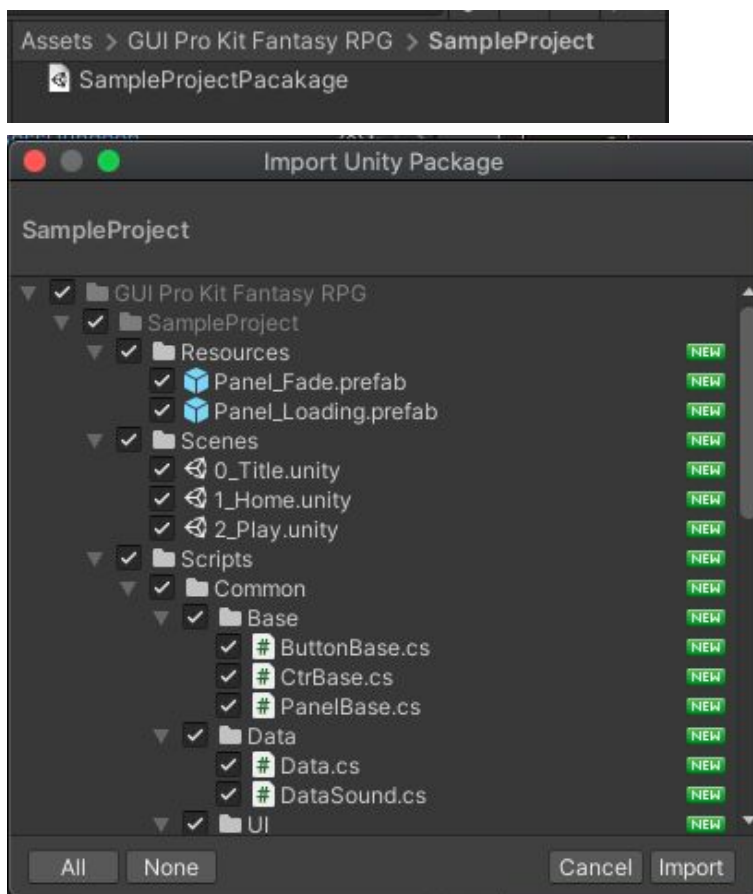 Assets > GUI Pro Kit Fantasy RPG > SampleProject
SampleProjectPacakage
Import Unity Package
SampleProject
GUI Pro Kit Fantasy RPG
SampleProject
Resources NEW
Panel_Fade.prefab NEW
Panel_Loading.prefab NEW
Scenes NEW
0_Title.unity NEW
1_Home.unity NEW
2_Play.unity NEW
Scripts NEW
Common NEW
Base NEW
# ButtonBase.cs NEW
# CtrBase.cs NEW
# PanelBase.cs NEW
Data NEW
# Data.cs NEW
# DataSound.cs NEW
UI NEW
All None Cancel Import